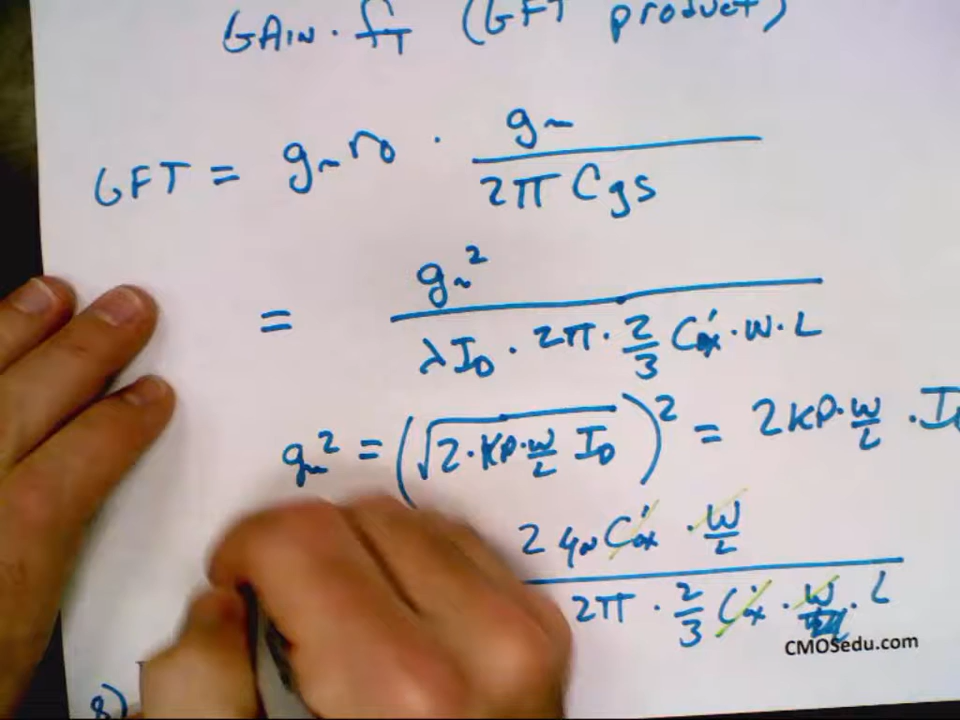 GAIN · fT (GFT product)
GFT = gm ro · gm / 2π Cgs
= gm² / λ ID · 2π · 2/3 C'ox · W · L
gm² = (√2 · KP · W/L ID)² = 2KP · W/L · ID
2 μn C'ox · W/L
2π · 2/3 C'ox · W · L
CMOSedu.com
8)